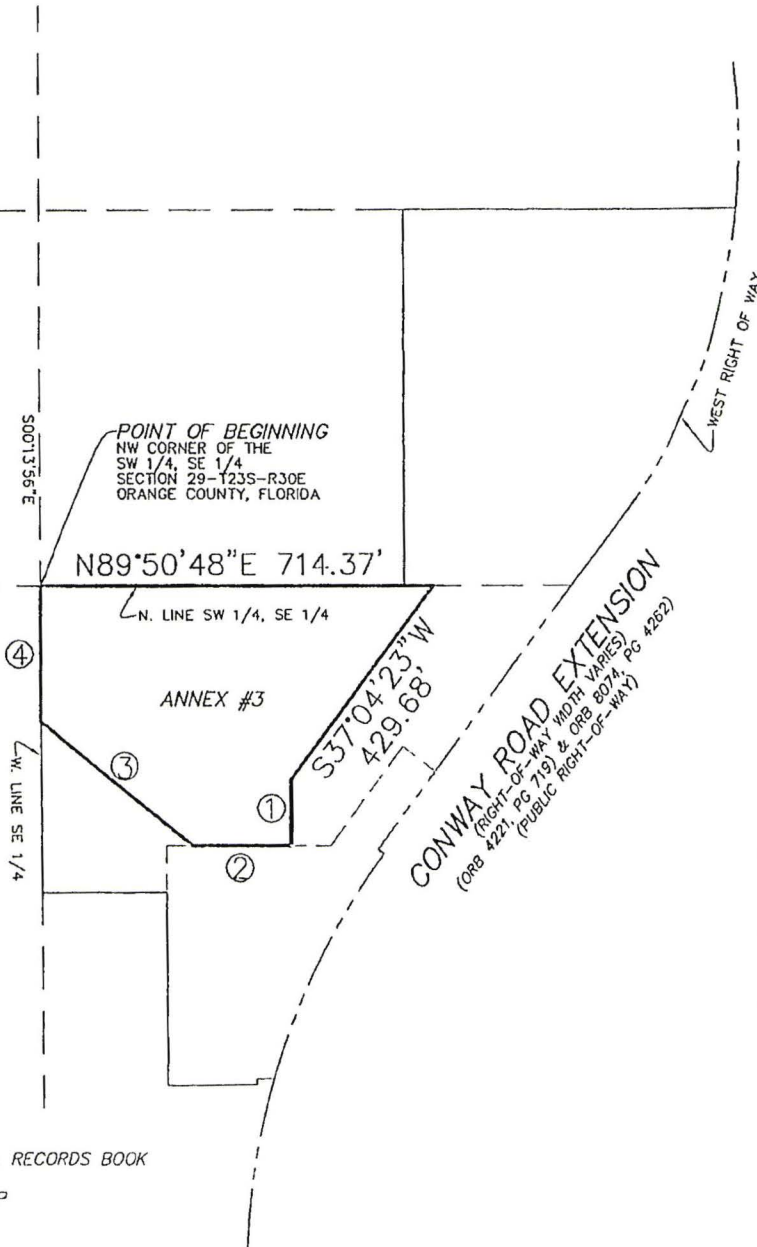 WEST RIGHT OF WAY
S00°13'56"E
POINT OF BEGINNING
NW CORNER OF THE
SW 1/4, SE 1/4
SECTION 29-T23S-R30E
ORANGE COUNTY, FLORIDA
N89°50'48"E 714.37'
N. LINE SW 1/4, SE 1/4
④
ANNEX #3
S37°04'23"W
429.68'
③
①
②
W. LINE SE 1/4
CONWAY ROAD EXTENSION
(RIGHT-OF-WAY WIDTH VARIES)
(ORB 4221, PG 719) & ORB 8074, PG 4262)
(PUBLIC RIGHT-OF-WAY)
RECORDS BOOK